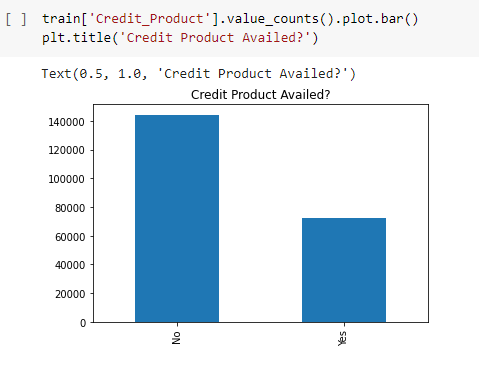 [ ] train['Credit_Product'].value_counts().plot.bar()
plt.title('Credit Product Availed?')
Text(0.5, 1.0, 'Credit Product Availed?')
Credit Product Availed?
140000
120000
100000
80000
60000
40000
20000
0
No
Yes